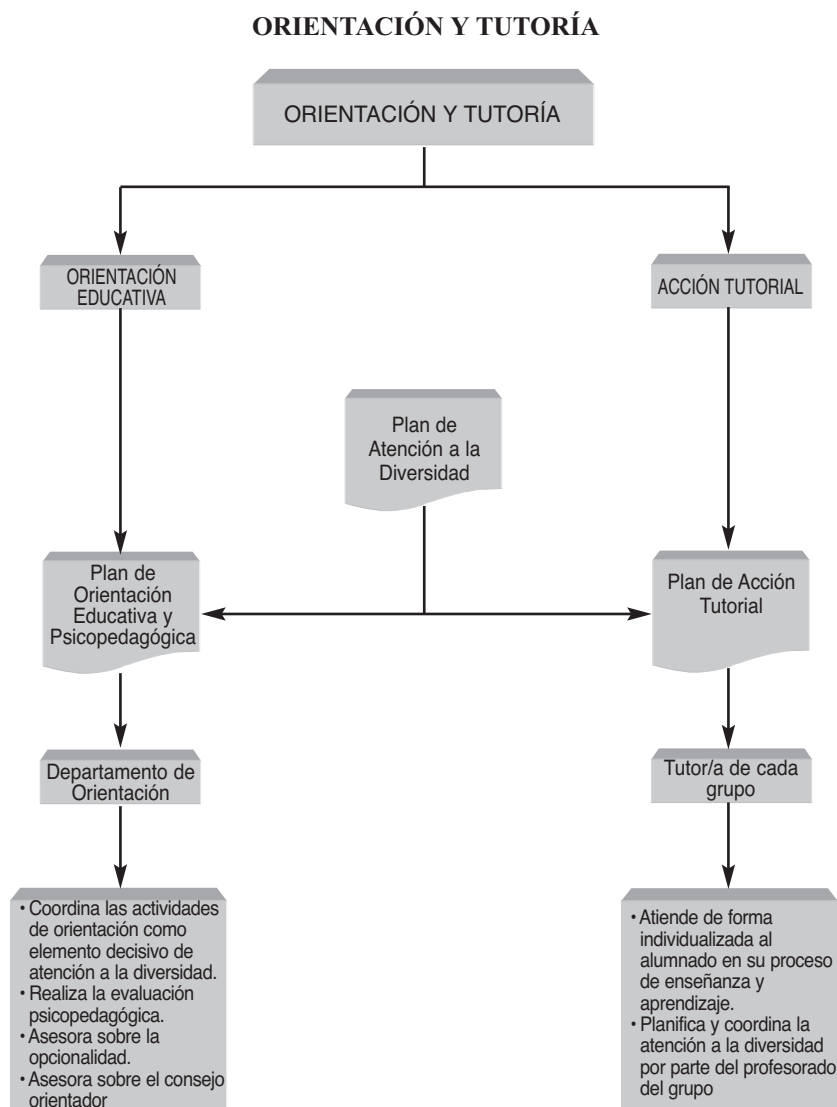 ORIENTACIÓN Y TUTORÍA
ORIENTACIÓN Y TUTORÍA
ORIENTACIÓN
EDUCATIVA
ACCIÓN TUTORIAL
Plan de
Atención a la
Diversidad
Plan de
Orientación
Educativa y
Psicopedagógica
Plan de Acción
Tutorial
Departamento de
Orientación
Tutor/a de cada
grupo
• Coordina las actividades
de orientación como
elemento decisivo de
atención a la diversidad.
• Realiza la evaluación
psicopedagógica.
• Asesora sobre la
opcionalidad.
• Asesora sobre el consejo
orientador
• Atiende de forma
individualizada al
alumnado en su proceso
de enseñanza y
aprendizaje.
• Planifica y coordina la
atención a la diversidad
por parte del profesorado
del grupo